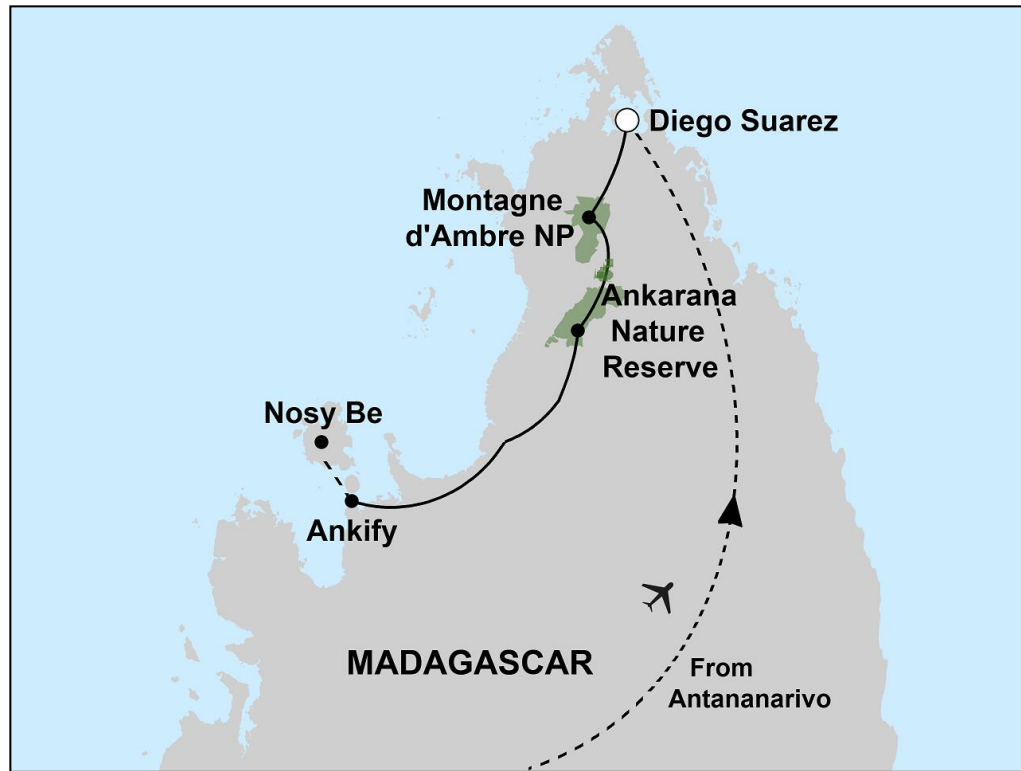 Diego Suarez
Montagne
d'Ambre NP
Ankarana
Nature
Reserve
Nosy Be
Ankify
MADAGASCAR
From
Antananarivo